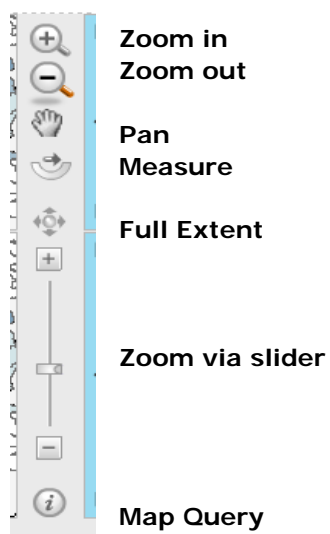 Zoom in
Zoom out
Pan
Measure
Full Extent
Zoom via slider
i
Map Query